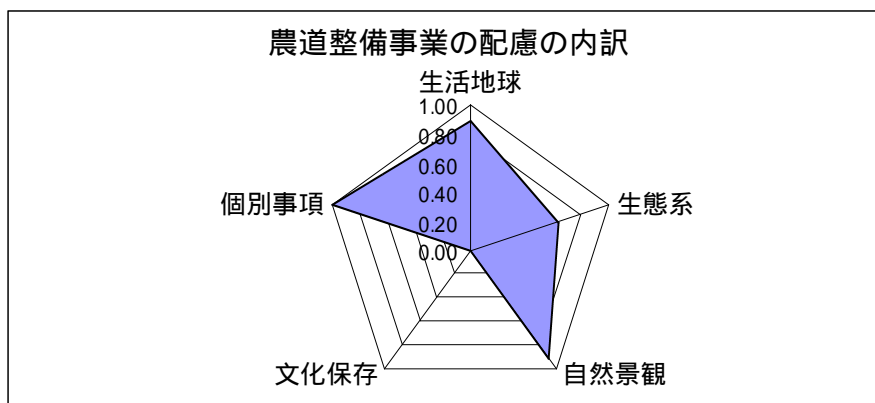 農道整備事業の配慮の内訳
生活地球
1.00
0.80
0.60
0.40
0.20
0.00
個別事項
生態系
文化保存
自然景観